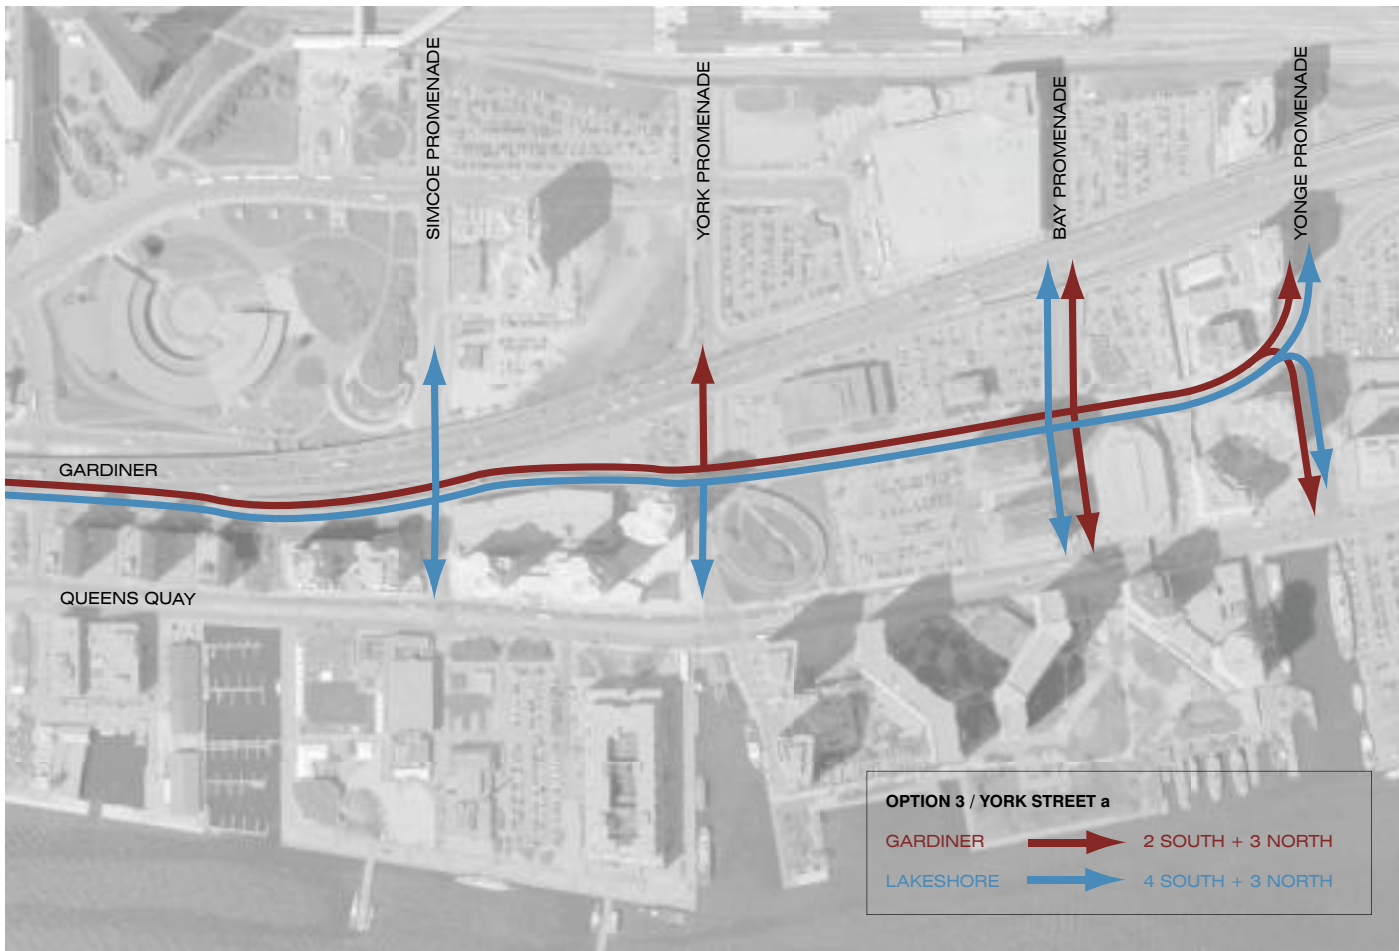 SIMCOE PROMENADE
YORK PROMENADE
BAY PROMENADE
YONGE PROMENADE
GARDINER
QUEENS QUAY
OPTION 3 / YORK STREET a
GARDINER 2 SOUTH + 3 NORTH
LAKESHORE 4 SOUTH + 3 NORTH